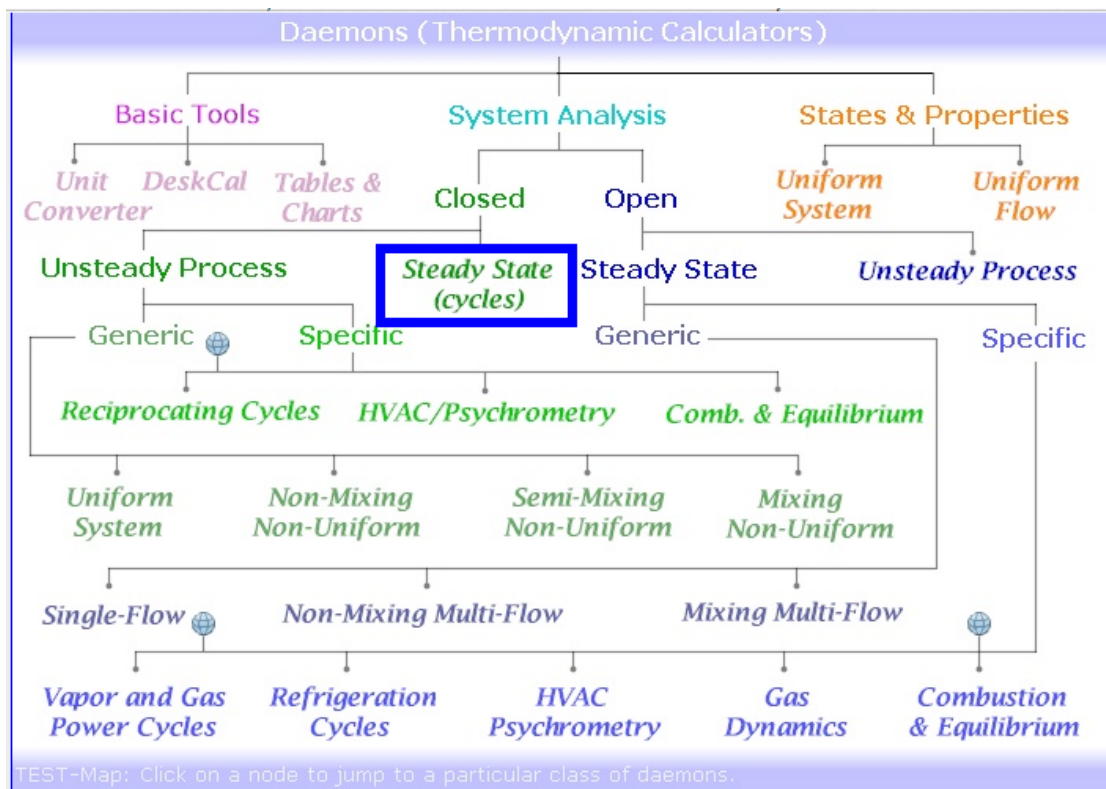 Daemons (Thermodynamic Calculators)
Basic Tools
System Analysis
States & Properties
Unit
Converter
DeskCal
Tables &
Charts
Closed
Open
Uniform
System
Uniform
Flow
Unsteady Process
Steady State
(cycles)
Steady State
Unsteady Process
Generic
Specific
Generic
Specific
Reciprocating Cycles
HVAC/Psychrometry
Comb. & Equilibrium
Uniform
System
Non-Mixing
Non-Uniform
Semi-Mixing
Non-Uniform
Mixing
Non-Uniform
Single-Flow
Non-Mixing Multi-Flow
Mixing Multi-Flow
Vapor and Gas
Power Cycles
Refrigeration
Cycles
HVAC
Psychrometry
Gas
Dynamics
Combustion
& Equilibrium
TEST-Map: Click on a node to jump to a particular class of daemons.